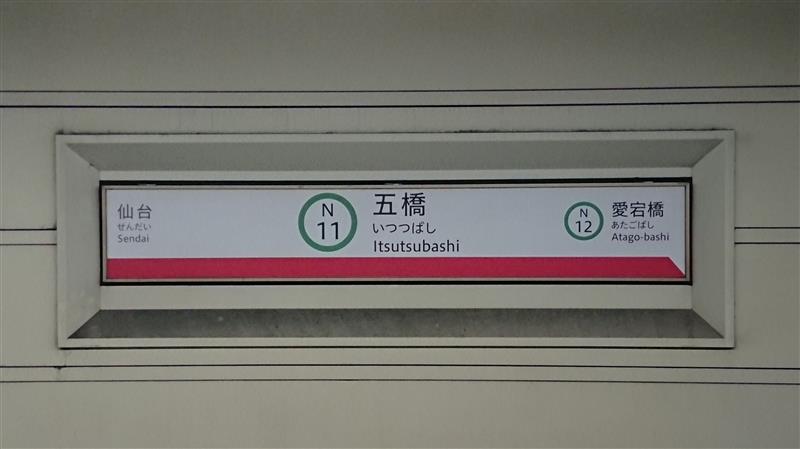 仙台
せんだい
Sendai
N
11
五橋
いつつばし
Itsutsubashi
N
12
愛宕橋
あたごばし
Atago-bashi